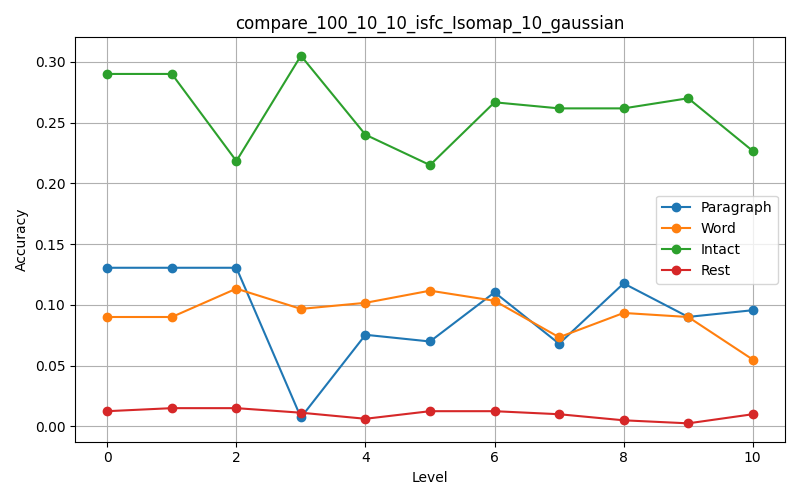 compare_100_10_10_isfc_Isomap_10_gaussian
0.30
0.25
0.20
0.15
0.10
0.05
0.00
Accuracy
Paragraph
Word
Intact
Rest
0 2 4 6 8 10
Level